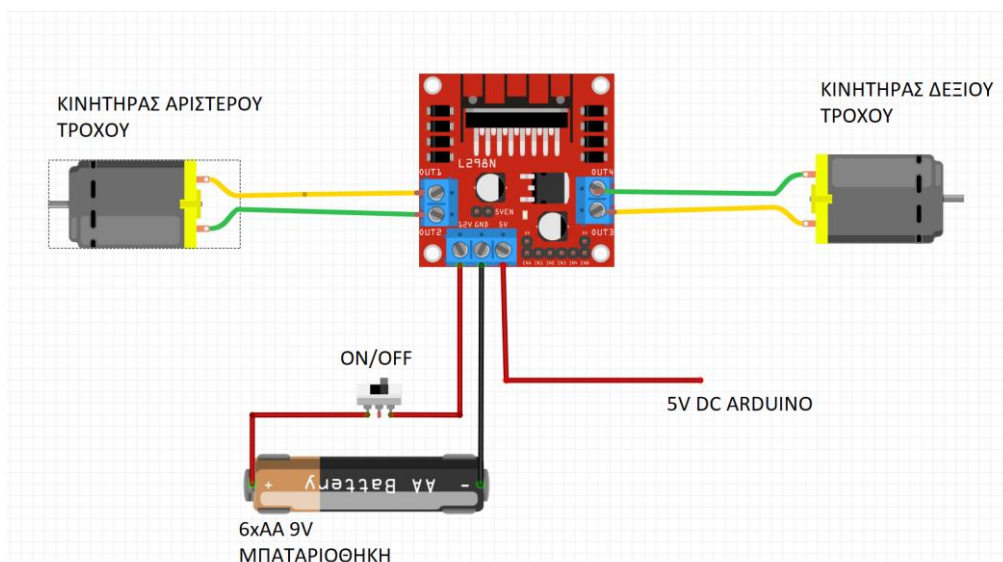 ΚΙΝΗΤΗΡΑΣ ΑΡΙΣΤΕΡΟΥ
ΤΡΟΧΟΥ
ΚΙΝΗΤΗΡΑΣ ΔΕΞΙΟΥ
ΤΡΟΧΟΥ
L298N
OUT1
OUT4
5VEN
OUT2
12V GND 5V
OUT3
ON/OFF
5V DC ARDUINO
+ AA Battery -
6xAA 9V
ΜΠΑΤΑΡΙΟΘΗΚΗ